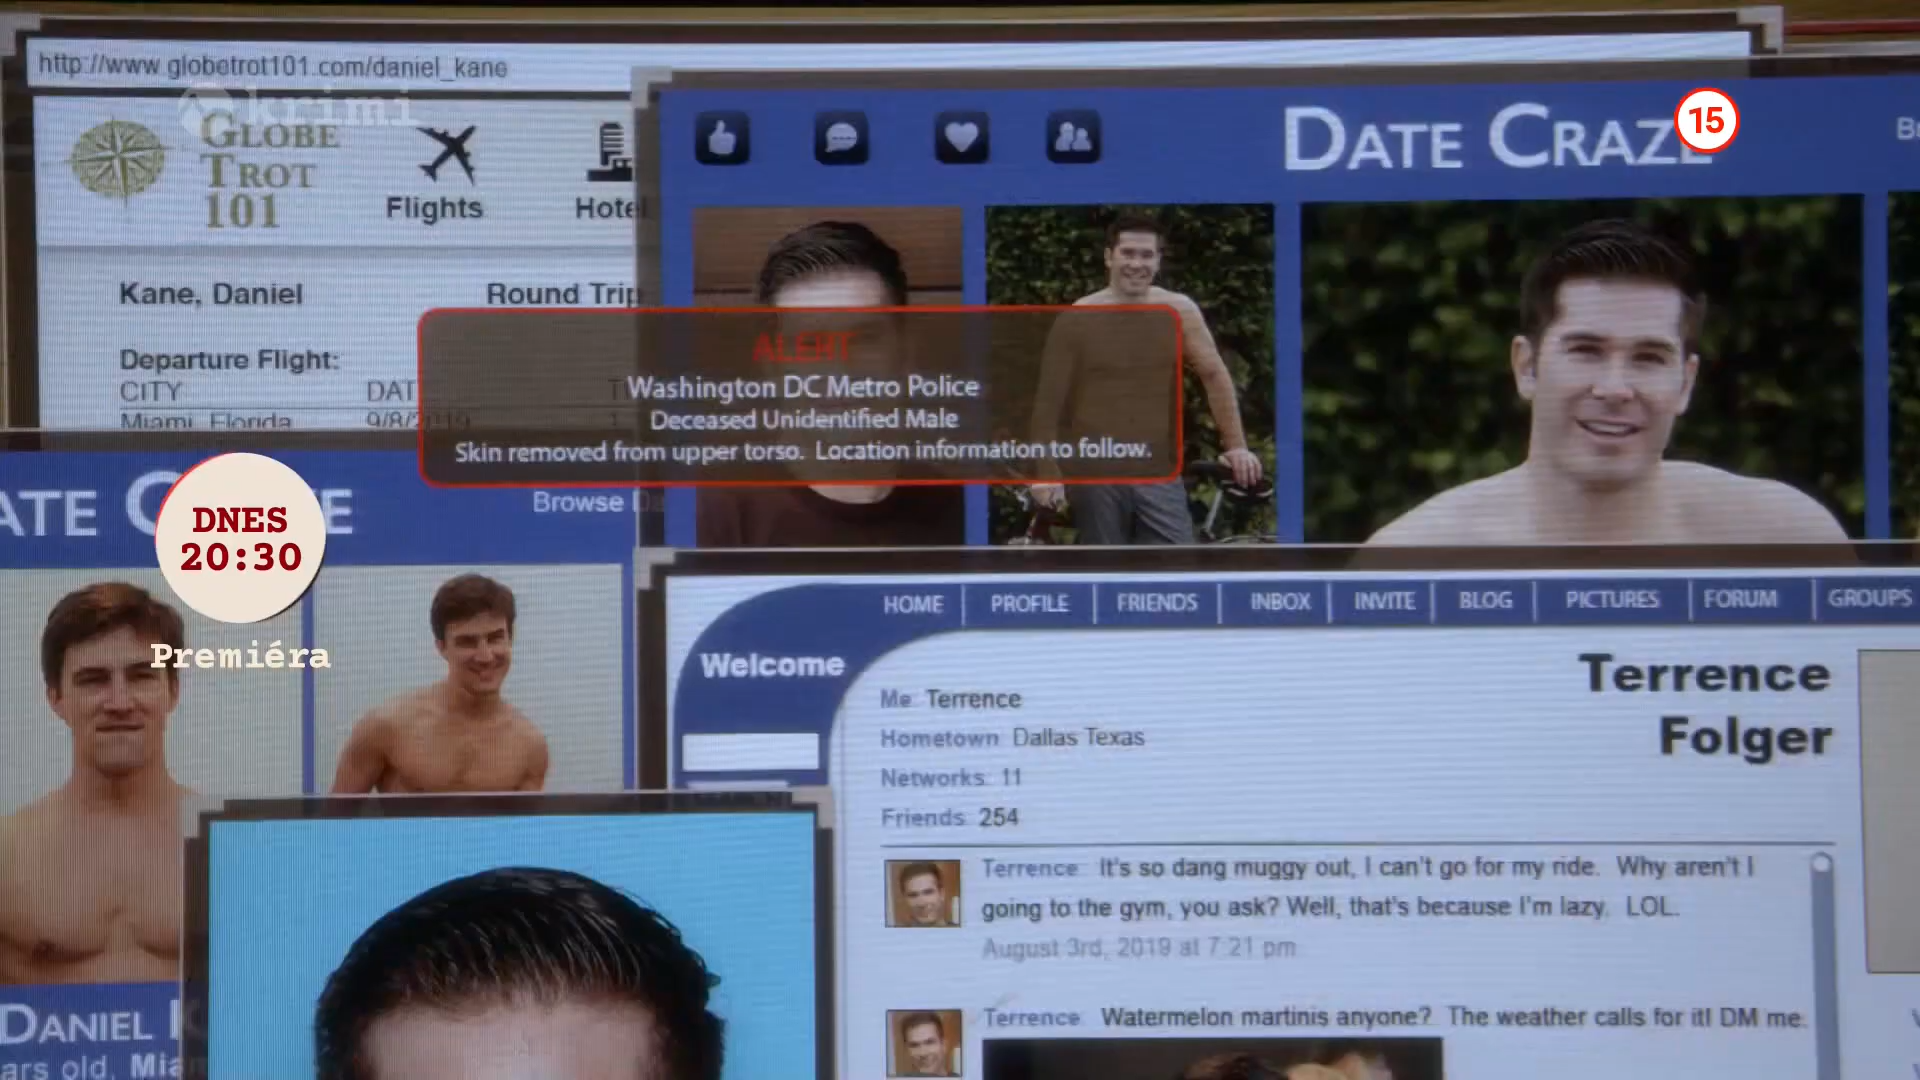 http://www.globetrot101.com/daniel_kane
krimi
GLOBE
TROT
101
Flights
Hotel
DATE CRAZE
15
Kane, Daniel
Round Trip
Departure Flight:
CITY
DAT
Miami, Florida
9/8/2019
ALERT
Washington DC Metro Police
Deceased Unidentified Male
Skin removed from upper torso. Location information to follow.
Browse
DNES
20:30
Premiéra
HOME PROFILE FRIENDS INBOX INVITE BLOG PICTURES FORUM GROUPS
Welcome
Terrence
Folger
Me Terrence
Hometown Dallas Texas
Networks 11
Friends 254
Terrence It's so dang muggy out, I can't go for my ride. Why aren't I
going to the gym, you ask? Well, that's because I'm lazy. LOL.
August 3rd, 2019 at 7:21 pm
Terrence Watermelon martinis anyone? The weather calls for it! DM me.
DANIEL
ars old, Mia